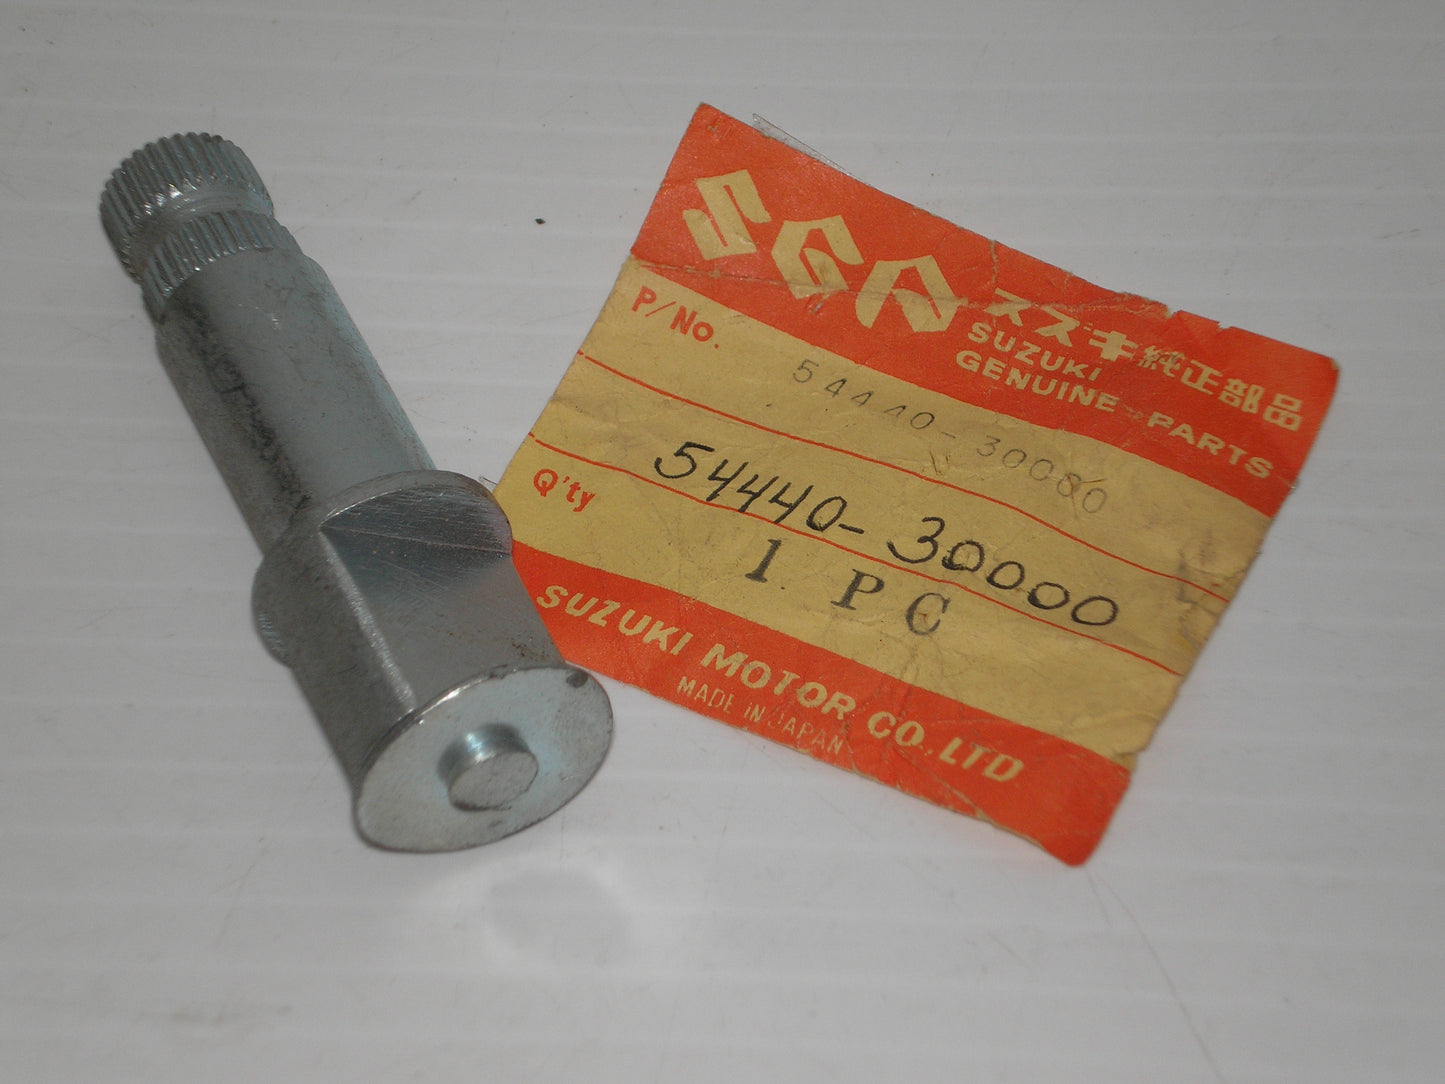 SGP スズキ純正部品
SUZUKI
GENUINE PARTS
P/No.
54440-30000
54440-30000
Q'ty
1 PC
SUZUKI MOTOR CO., LTD
MADE IN JAPAN